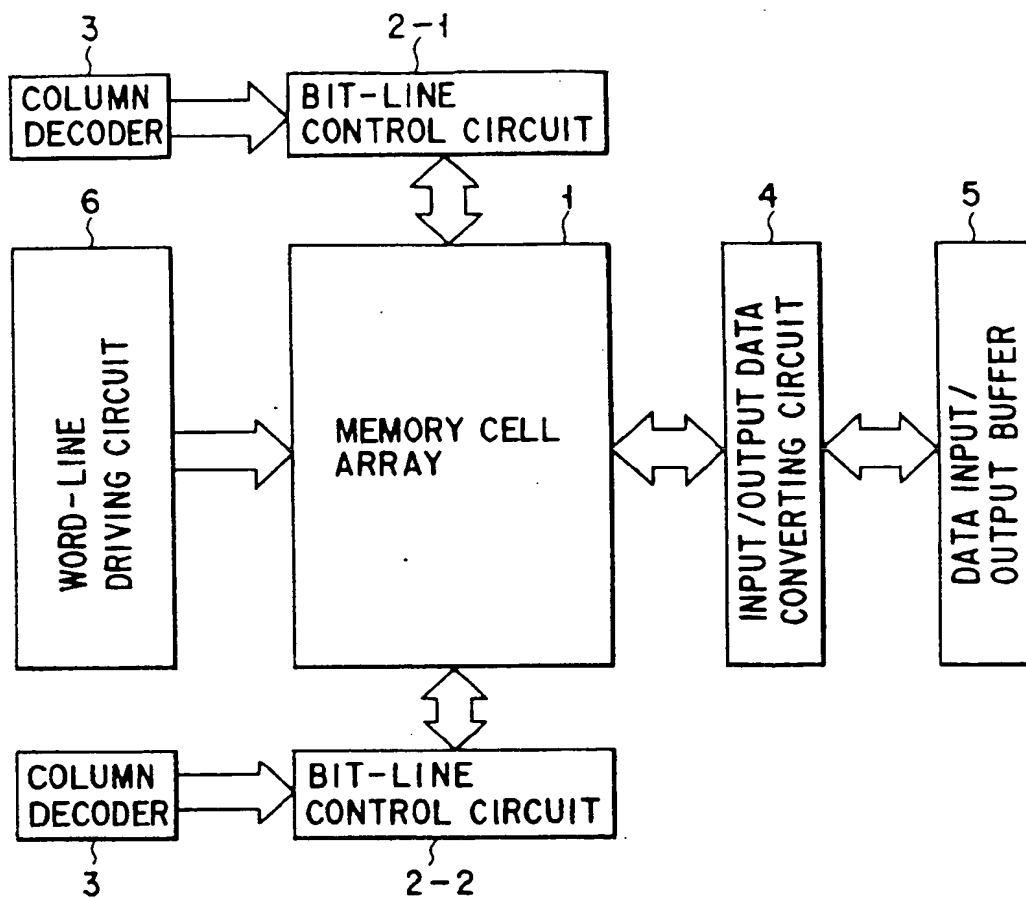 3
2-1
COLUMN
DECODER
BIT-LINE
CONTROL CIRCUIT
6
1
4
5
WORD-LINE
DRIVING CIRCUIT
MEMORY CELL
ARRAY
INPUT/OUTPUT DATA
CONVERTING CIRCUIT
DATA INPUT/
OUTPUT BUFFER
COLUMN
DECODER
BIT-LINE
CONTROL CIRCUIT
3
2-2